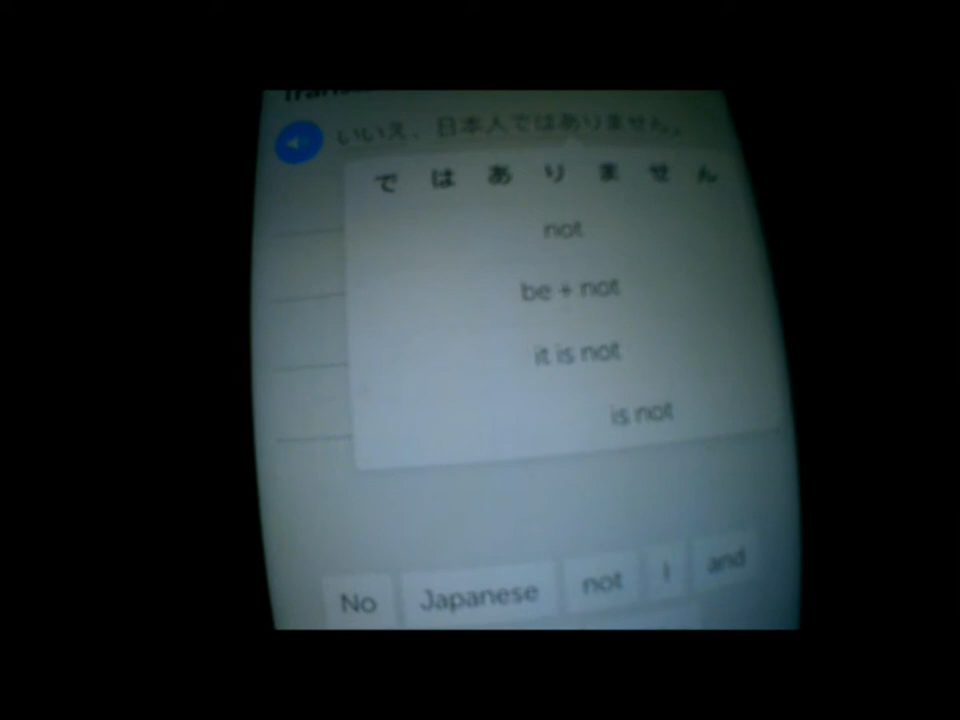 いいえ、日本人ではありません。
ではありません
not
be + not
it is not
is not
No Japanese not I and